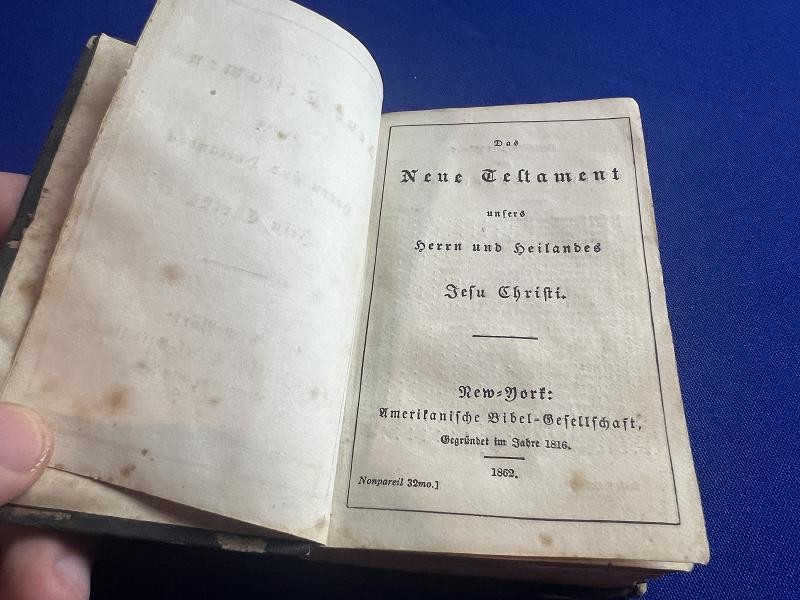 Das
Neue Teſtament
unſers
Herrn und Heilandes
Jeſu Chriſti.
New-York:
Amerikaniſche Bibel-Geſellſchaft,
Gegründet im Jahre 1816.
1862.
Nonpareil 32mo.]